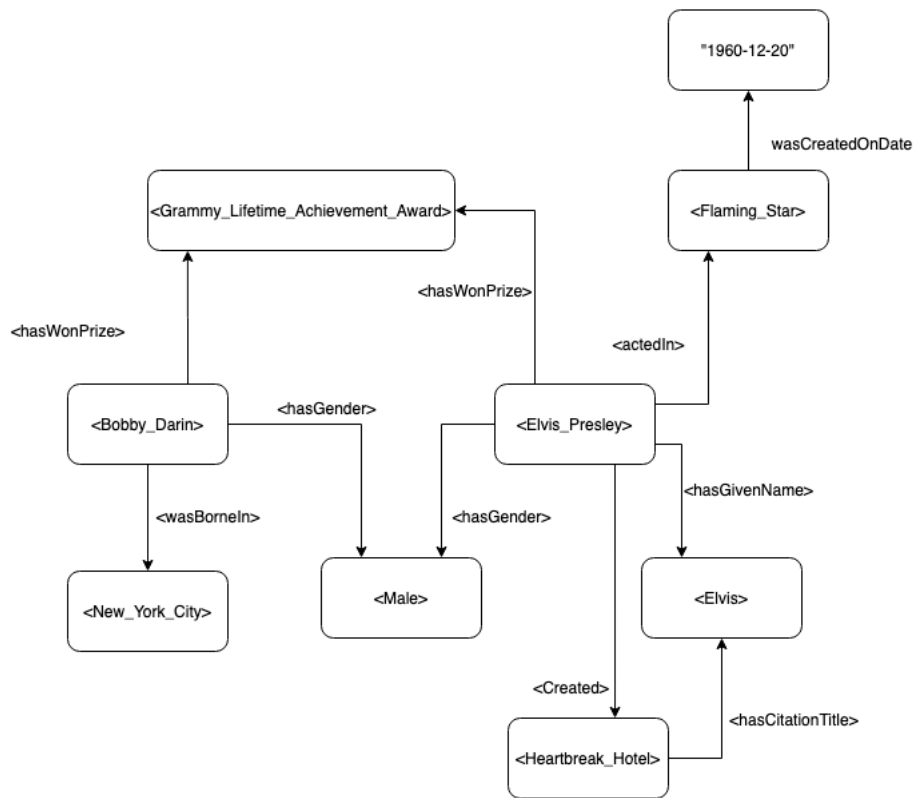 "1960-12-20"
wasCreatedOnDate
<Grammy_Lifetime_Achievement_Award>
<Flaming_Star>
<hasWonPrize>
<hasWonPrize>
<actedIn>
<Bobby_Darin>
<hasGender>
<Elvis_Presley>
<hasGivenName>
<wasBorneIn>
<hasGender>
<New_York_City>
<Male>
<Elvis>
<Created>
<hasCitationTitle>
<Heartbreak_Hotel>